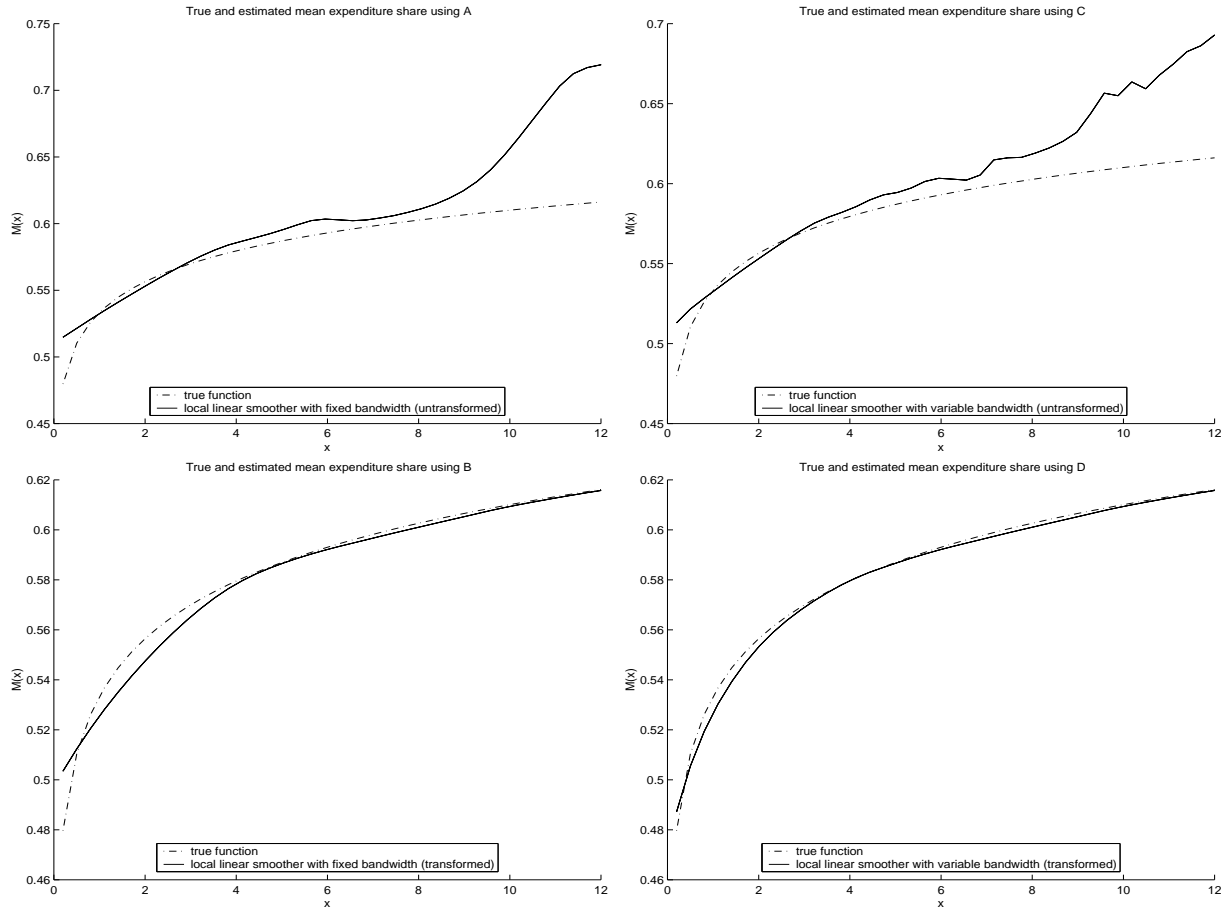 True and estimated mean expenditure share using A
0.75
0.7
0.65
0.6
0.55
0.5
0.45
M(x)
0 2 4 6 8 10 12
x
true function
local linear smoother with fixed bandwidth (untransformed)
True and estimated mean expenditure share using C
0.7
0.65
0.6
0.55
0.5
0.45
M(x)
0 2 4 6 8 10 12
x
true function
local linear smoother with variable bandwidth (untransformed)
True and estimated mean expenditure share using B
0.62
0.6
0.58
0.56
0.54
0.52
0.5
0.48
0.46
M(x)
0 2 4 6 8 10 12
x
true function
local linear smoother with fixed bandwidth (transformed)
True and estimated mean expenditure share using D
0.62
0.6
0.58
0.56
0.54
0.52
0.5
0.48
0.46
M(x)
0 2 4 6 8 10 12
x
true function
local linear smoother with variable bandwidth (transformed)